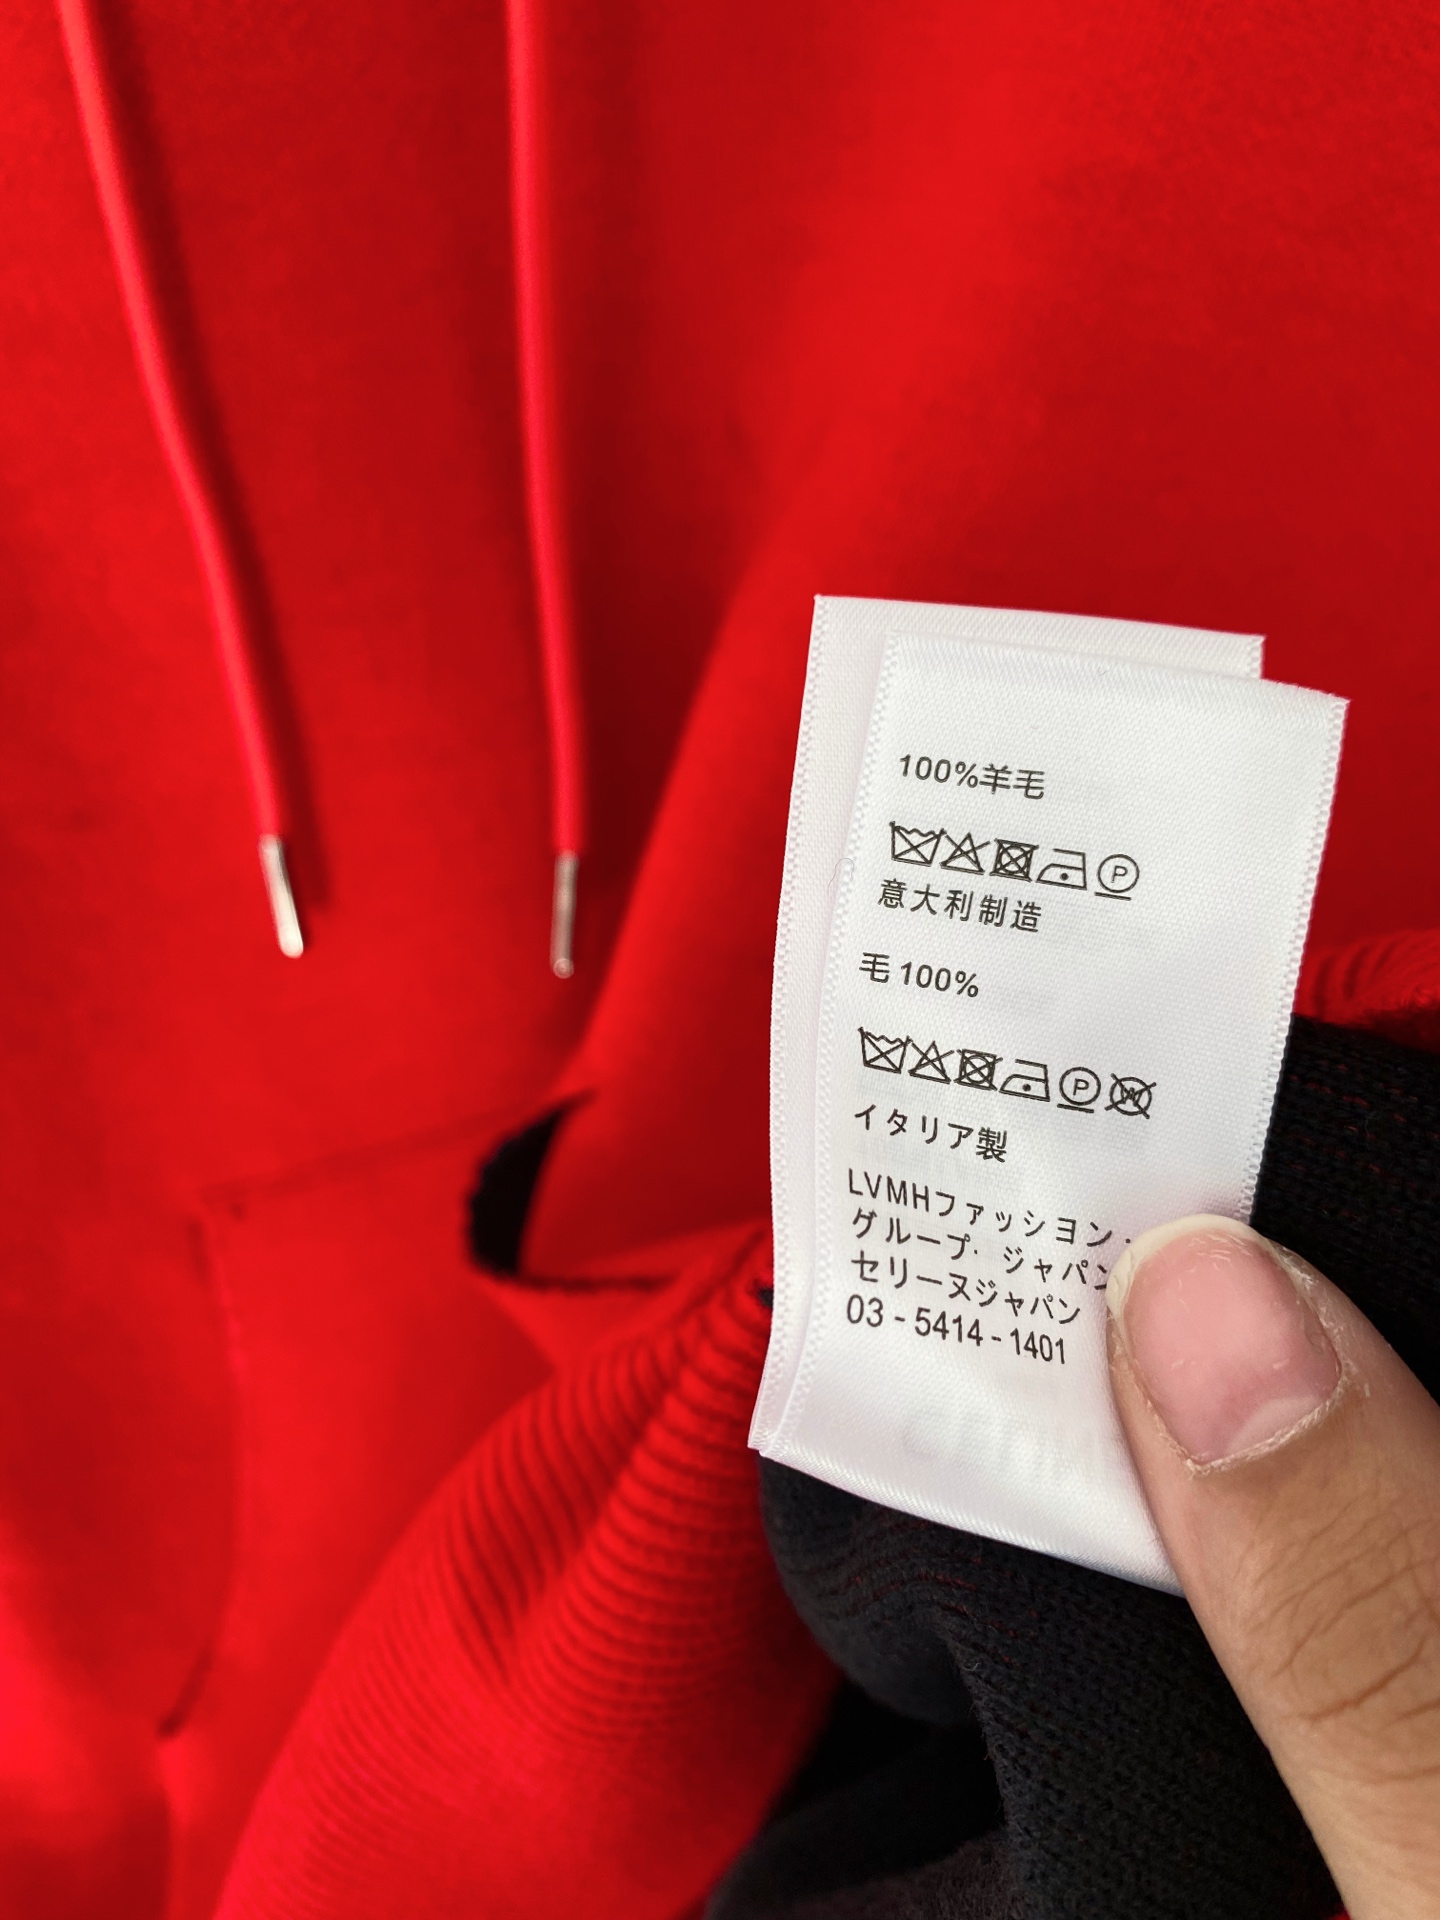 100%羊毛
P
意大利制造
毛 100%
P W
イタリア製
LVMHファッション・
グループ・ジャパン
セリーヌジャパン
03 - 5414 - 1401